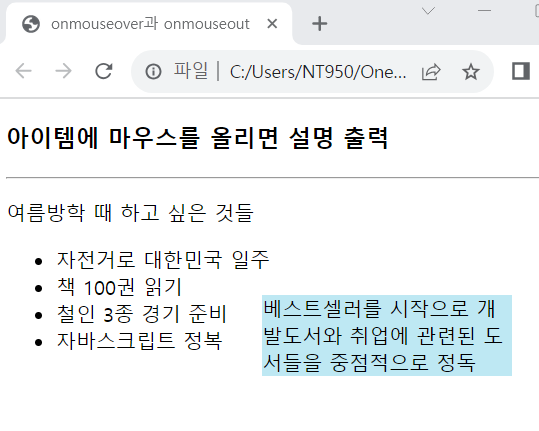 onmouseover과 onmouseout
파일 | C:/Users/NT950/One...
아이템에 마우스를 올리면 설명 출력
여름방학 때 하고 싶은 것들
자전거로 대한민국 일주
책 100권 읽기
철인 3종 경기 준비
자바스크립트 정복
베스트셀러를 시작으로 개
발도서와 취업에 관련된 도
서들을 중점적으로 정독